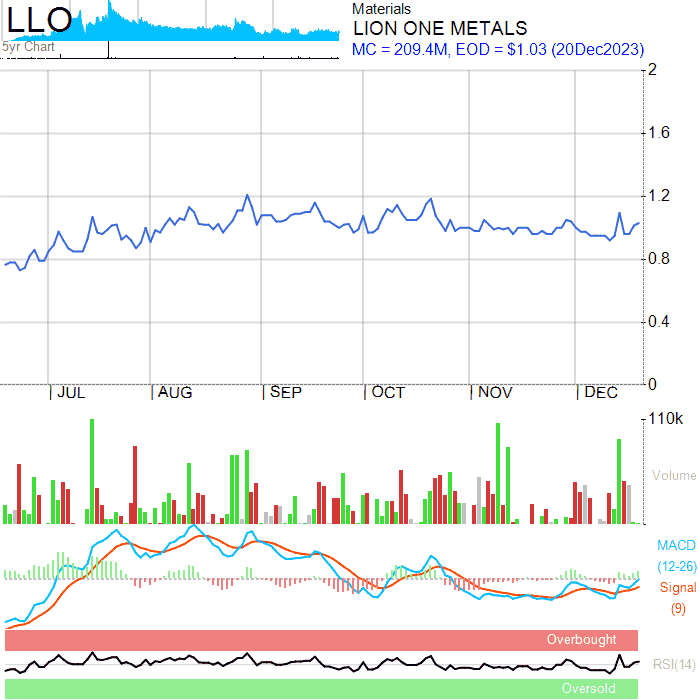 LLO
5yr Chart
Materials
LION ONE METALS
MC = 209.4M, EOD = $1.03 (20Dec2023)
2
1.6
1.2
0.8
0.4
0
JUL AUG SEP OCT NOV DEC
110k
Volume
MACD
(12-26)
Signal
(9)
Overbought
RSI(14)
Oversold